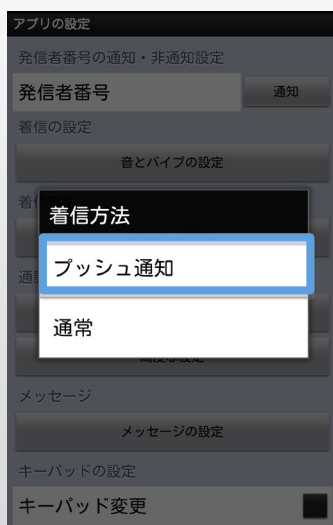 アプリの設定
発信者番号の通知・非通知設定
発信者番号
通知
着信の設定
音とバイブの設定
着信方法
プッシュ通知
通常
メッセージ
メッセージの設定
キーパッドの設定
キーパッド変更